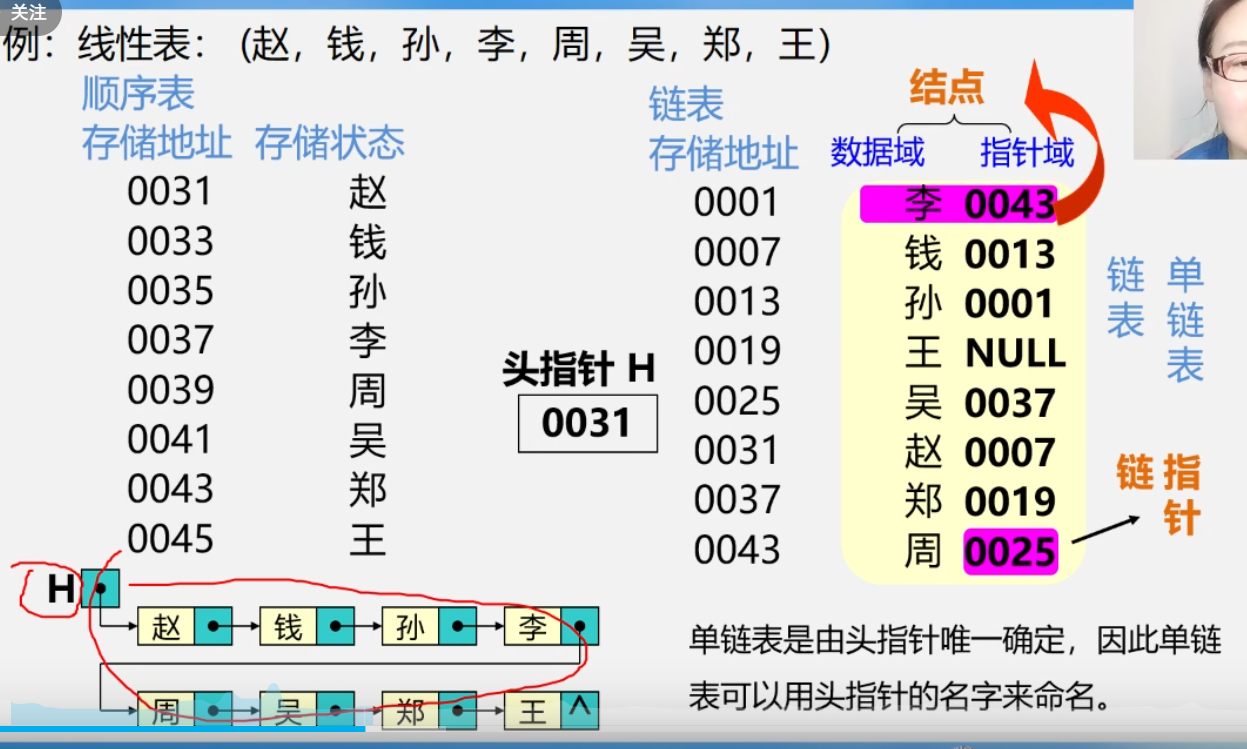 关注
例：线性表： (赵，钱，孙，李，周，吴，郑，王)
顺序表
存储地址 存储状态
0031 赵
0033 钱
0035 孙
0037 李
0039 周
0041 吴
0043 郑
0045 王
头指针 H
0031
链表
存储地址
结点
数据域 指针域
0001 李 0043
0007 钱 0013
0013 孙 0001
0019 王 NULL
0025 吴 0037
0031 赵 0007
0037 郑 0019
0043 周 0025
链表
单链表
链
指针
H
赵 钱 孙 李
周 吴 郑 王 ^
单链表是由头指针唯一确定，因此单链
表可以用头指针的名字来命名。